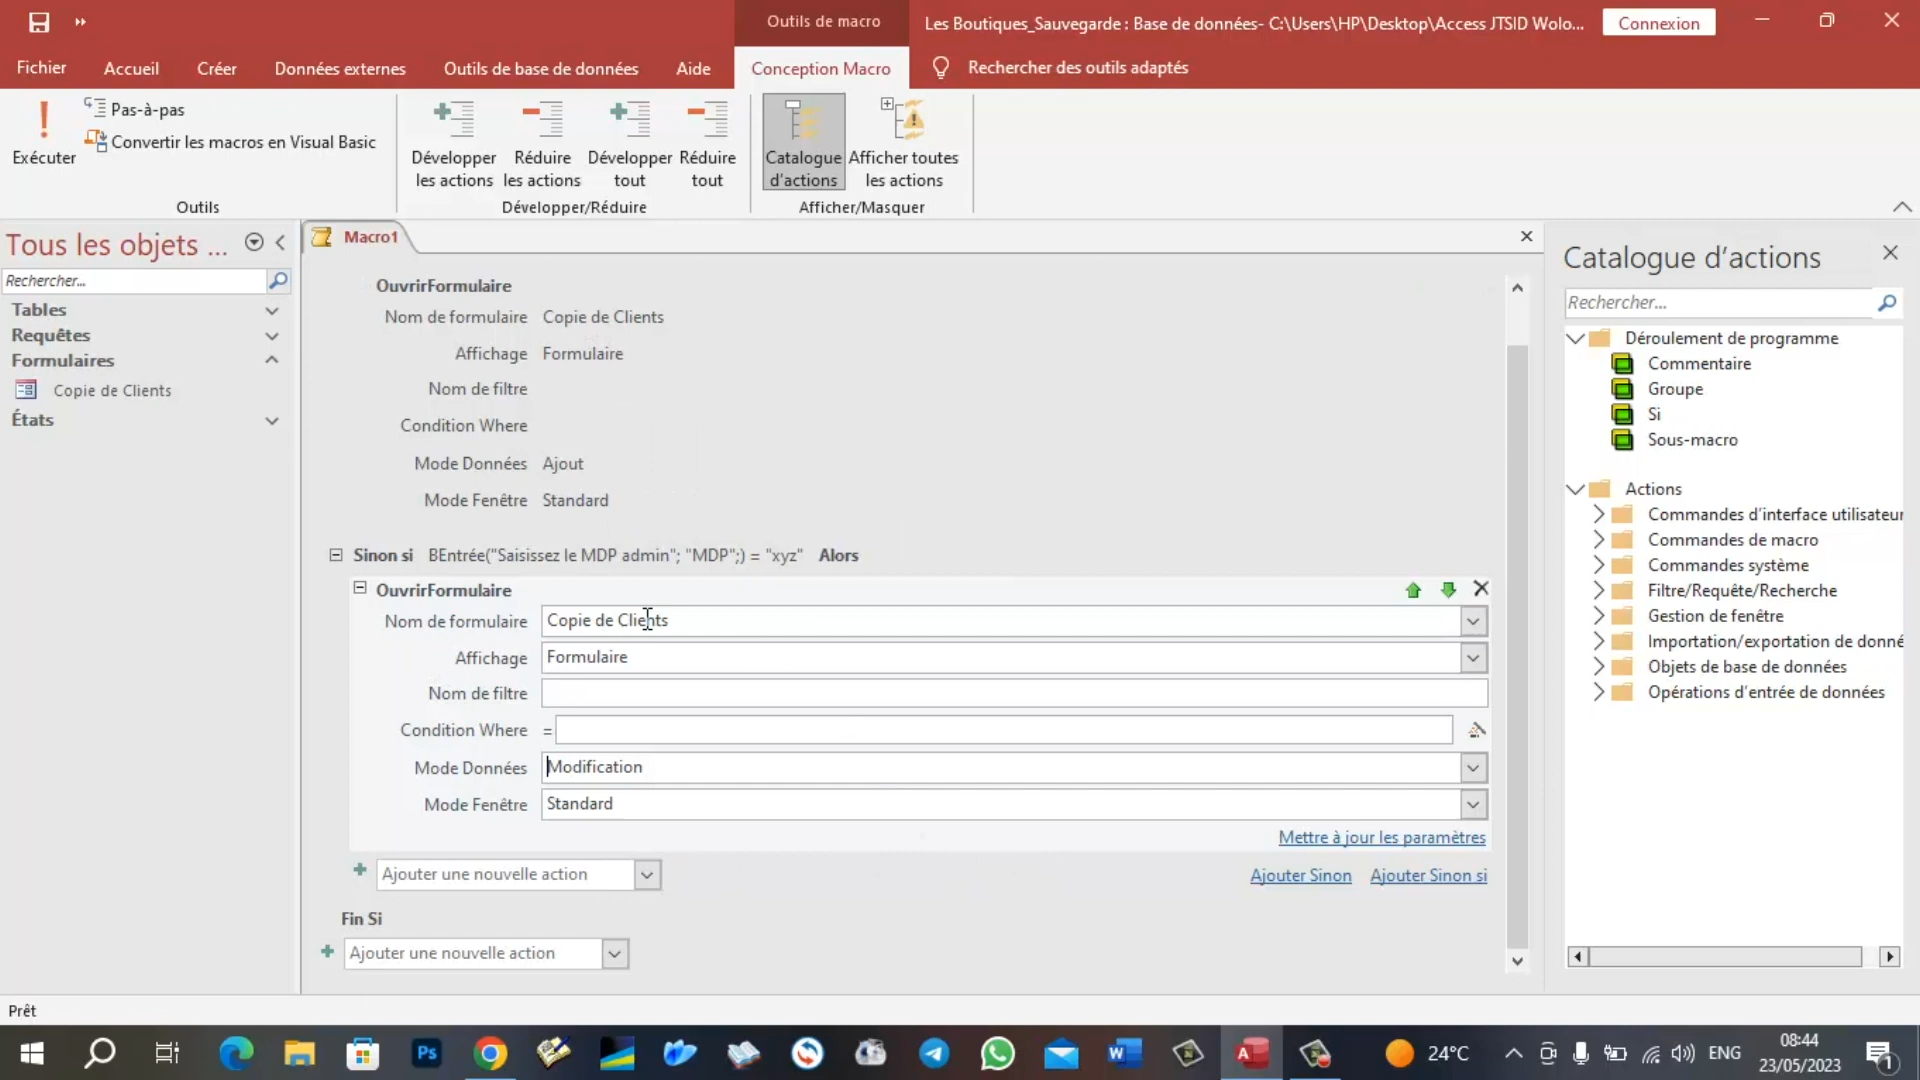 Outils de macro
Les Boutiques_Sauvegarde : Base de données- C:\Users\HP\Desktop\Access JTSID Wolo...
Connexion
Fichier
Accueil
Créer
Données externes
Outils de base de données
Aide
Conception Macro
Rechercher des outils adaptés
Exécuter
Pas-à-pas
Convertir les macros en Visual Basic
Outils
Développer les actions
Réduire les actions
Développer tout
Réduire tout
Développer/Réduire
Catalogue d'actions
Afficher toutes les actions
Afficher/Masquer
Tous les objets ...
Rechercher...
Tables
Requêtes
Formulaires
Copie de Clients
États
Macro1
OuvrirFormulaire
Nom de formulaire Copie de Clients
Affichage Formulaire
Nom de filtre
Condition Where
Mode Données Ajout
Mode Fenêtre Standard
Sinon si BEntrée("Saisissez le MDP admin"; "MDP";) = "xyz" Alors
OuvrirFormulaire
Nom de formulaire Copie de Clients
Affichage Formulaire
Nom de filtre
Condition Where =
Mode Données Modification
Mode Fenêtre Standard
Mettre à jour les paramètres
Ajouter une nouvelle action
Ajouter Sinon Ajouter Sinon si
Fin Si
Ajouter une nouvelle action
Catalogue d'actions
Rechercher...
Déroulement de programme
Commentaire
Groupe
Si
Sous-macro
Actions
Commandes d'interface utilisateur
Commandes de macro
Commandes système
Filtre/Requête/Recherche
Gestion de fenêtre
Importation/exportation de donné
Objets de base de données
Opérations d'entrée de données
Prêt
Ps
W
A
24°C
ENG
08:44
23/05/2023
1